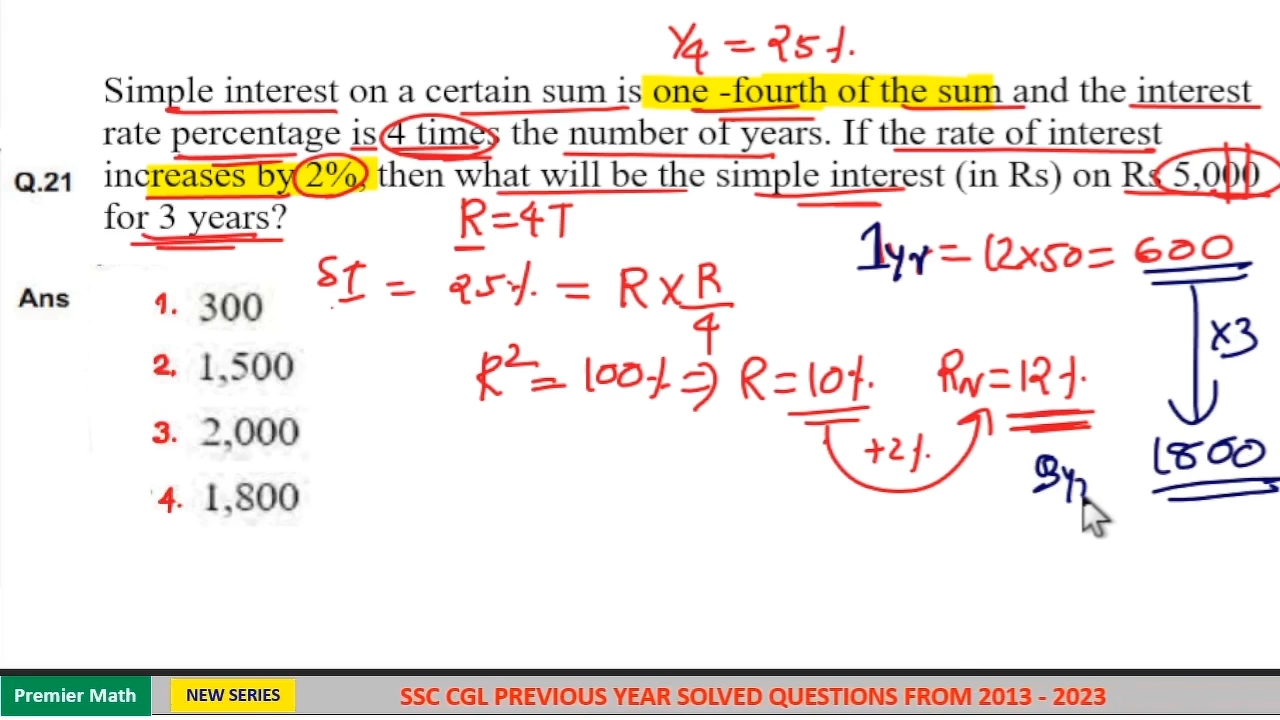 1/4 = 25%.
Simple interest on a certain sum is one -fourth of the sum and the interest
rate percentage is 4 times the number of years. If the rate of interest
Q.21 increases by 2%, then what will be the simple interest (in Rs) on Rs 5,000
for 3 years?
R = 4T
1yr = 12x50 = 600
Ans
SI = 25% = R x R/4
x3
1. 300
2. 1,500
R² = 100% => R = 10%. RN = 12%.
+2%.
3. 2,000
1800
3yr
4. 1,800
Premier Math NEW SERIES SSC CGL PREVIOUS YEAR SOLVED QUESTIONS FROM 2013 - 2023